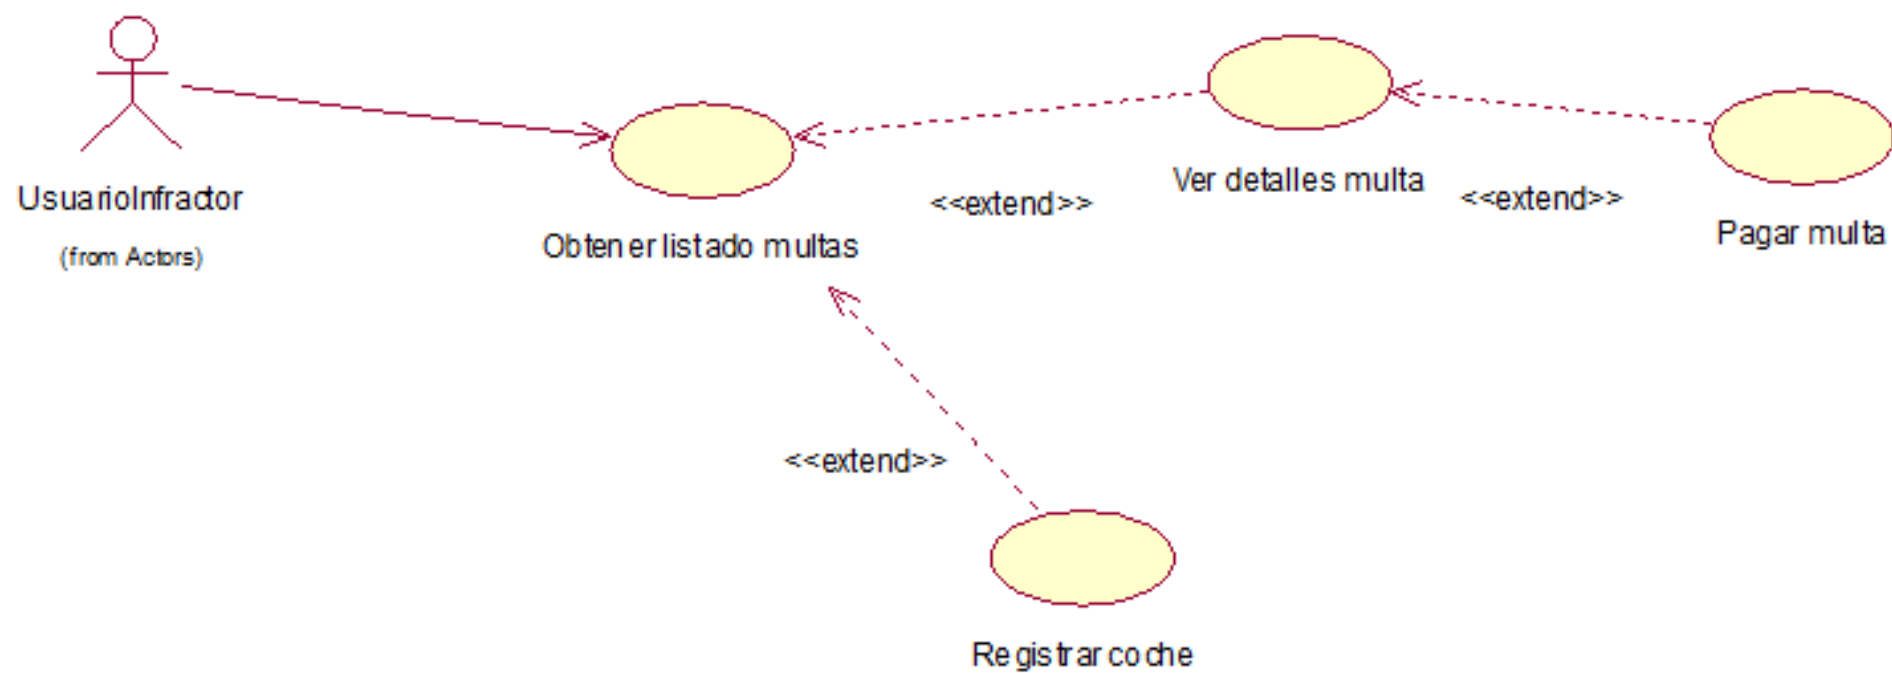 UsuarioInfractor
(from Actors)
Obtener listado multas
<<extend>>
Ver detalles multa
<<extend>>
Pagar multa
<<extend>>
Registrar coche